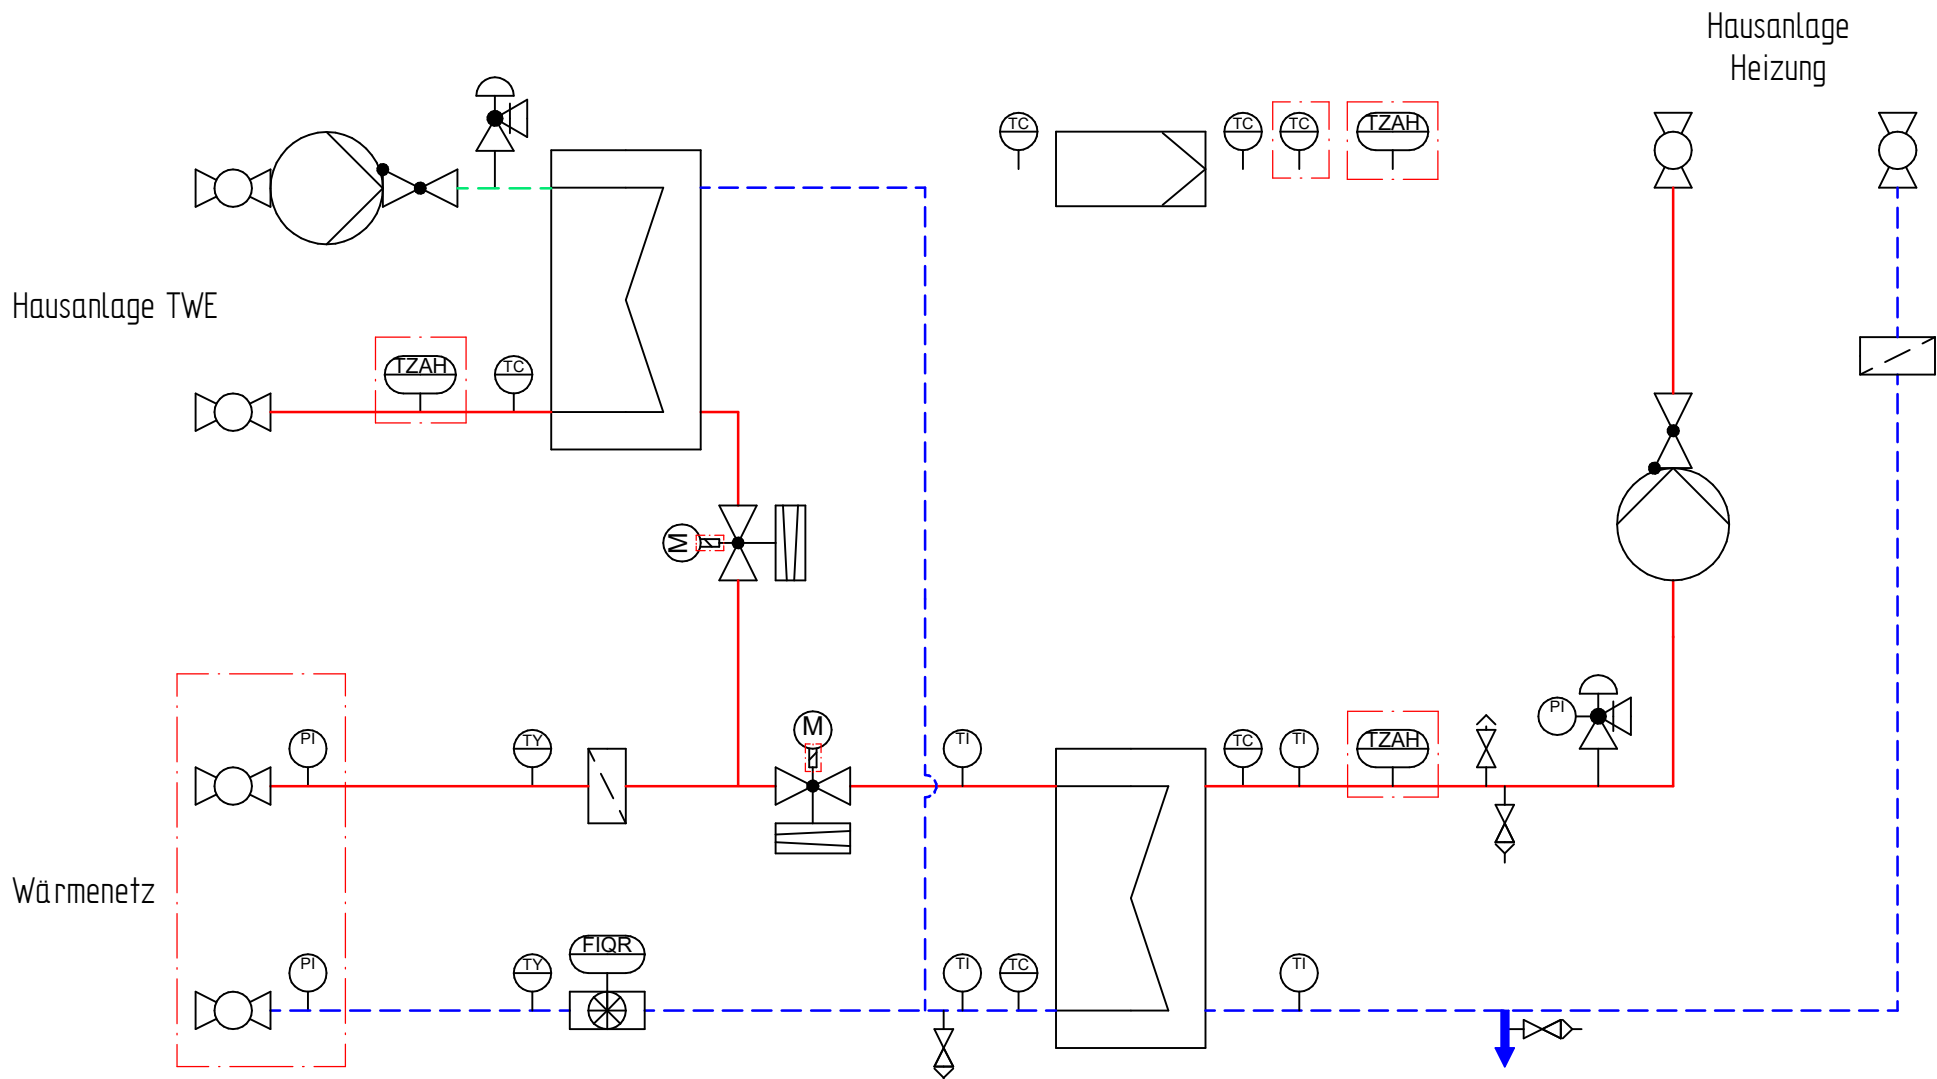 Hausanlage
Heizung
TC
TC
TC
TZAH
Hausanlage TWE
TZAH
TC
M
PI
M
PI
TY
TI
TC
TI
TZAH
Wärmenetz
FIQR
PI
TY
TI
TC
TI